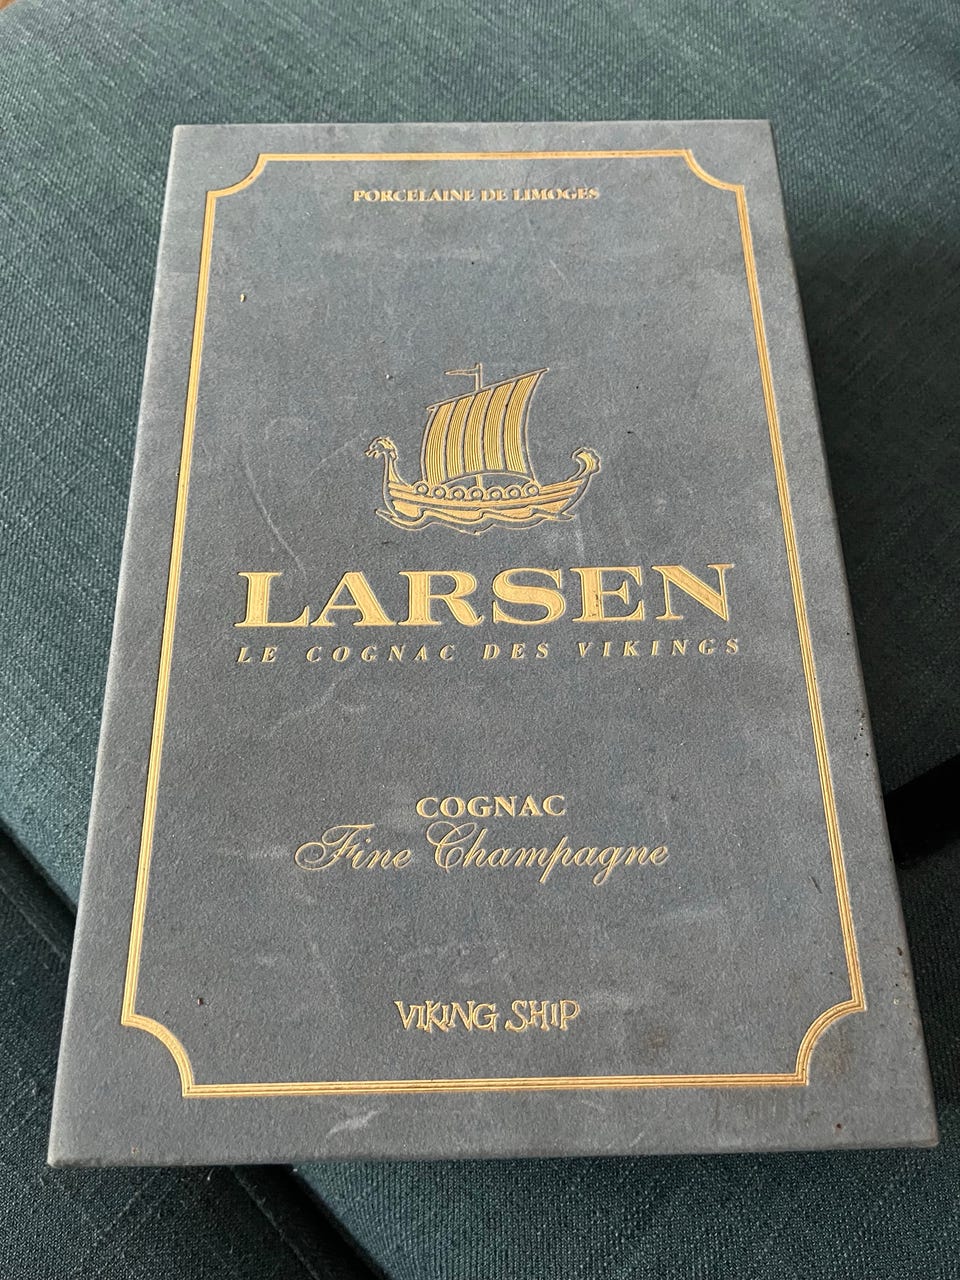 PORCELAINE DE LIMOGES
LARSEN
LE COGNAC DES VIKINGS
COGNAC
Fine Champagne
VIKING SHIP